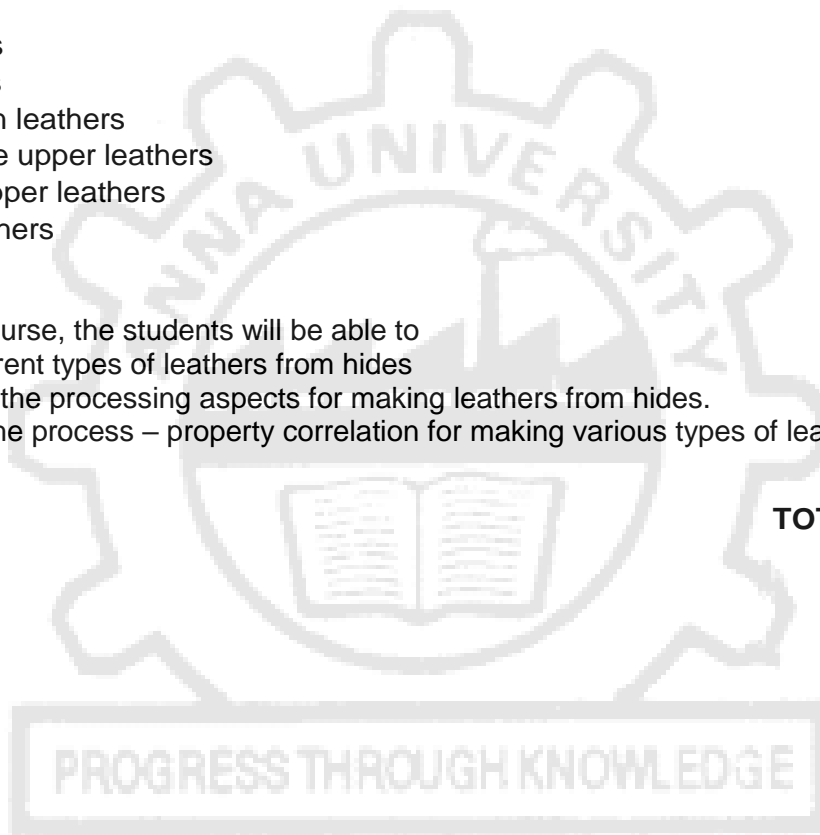 s
s
n leathers
e upper leathers
pper leathers
hers
ANNA UNIVERSITY
urse, the students will be able to
rent types of leathers from hides
the processing aspects for making leathers from hides.
ne process – property correlation for making various types of lea
TOT
PROGRESS THROUGH KNOWLEDGE